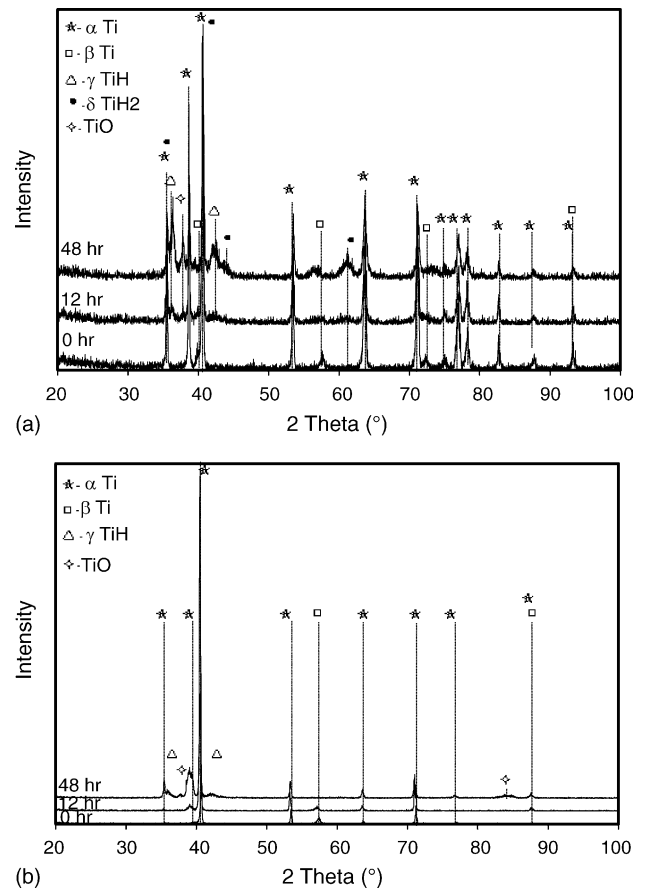 - α Ti
- β Ti
- γ TiH
- δ TiH2
-TiO
Intensity
48 hr
12 hr
0 hr
20 30 40 50 60 70 80 90 100
(a) 2 Theta (°)
- α Ti
- β Ti
- γ TiH
-TiO
Intensity
48 hr
12 hr
0 hr
20 30 40 50 60 70 80 90 100
(b) 2 Theta (°)